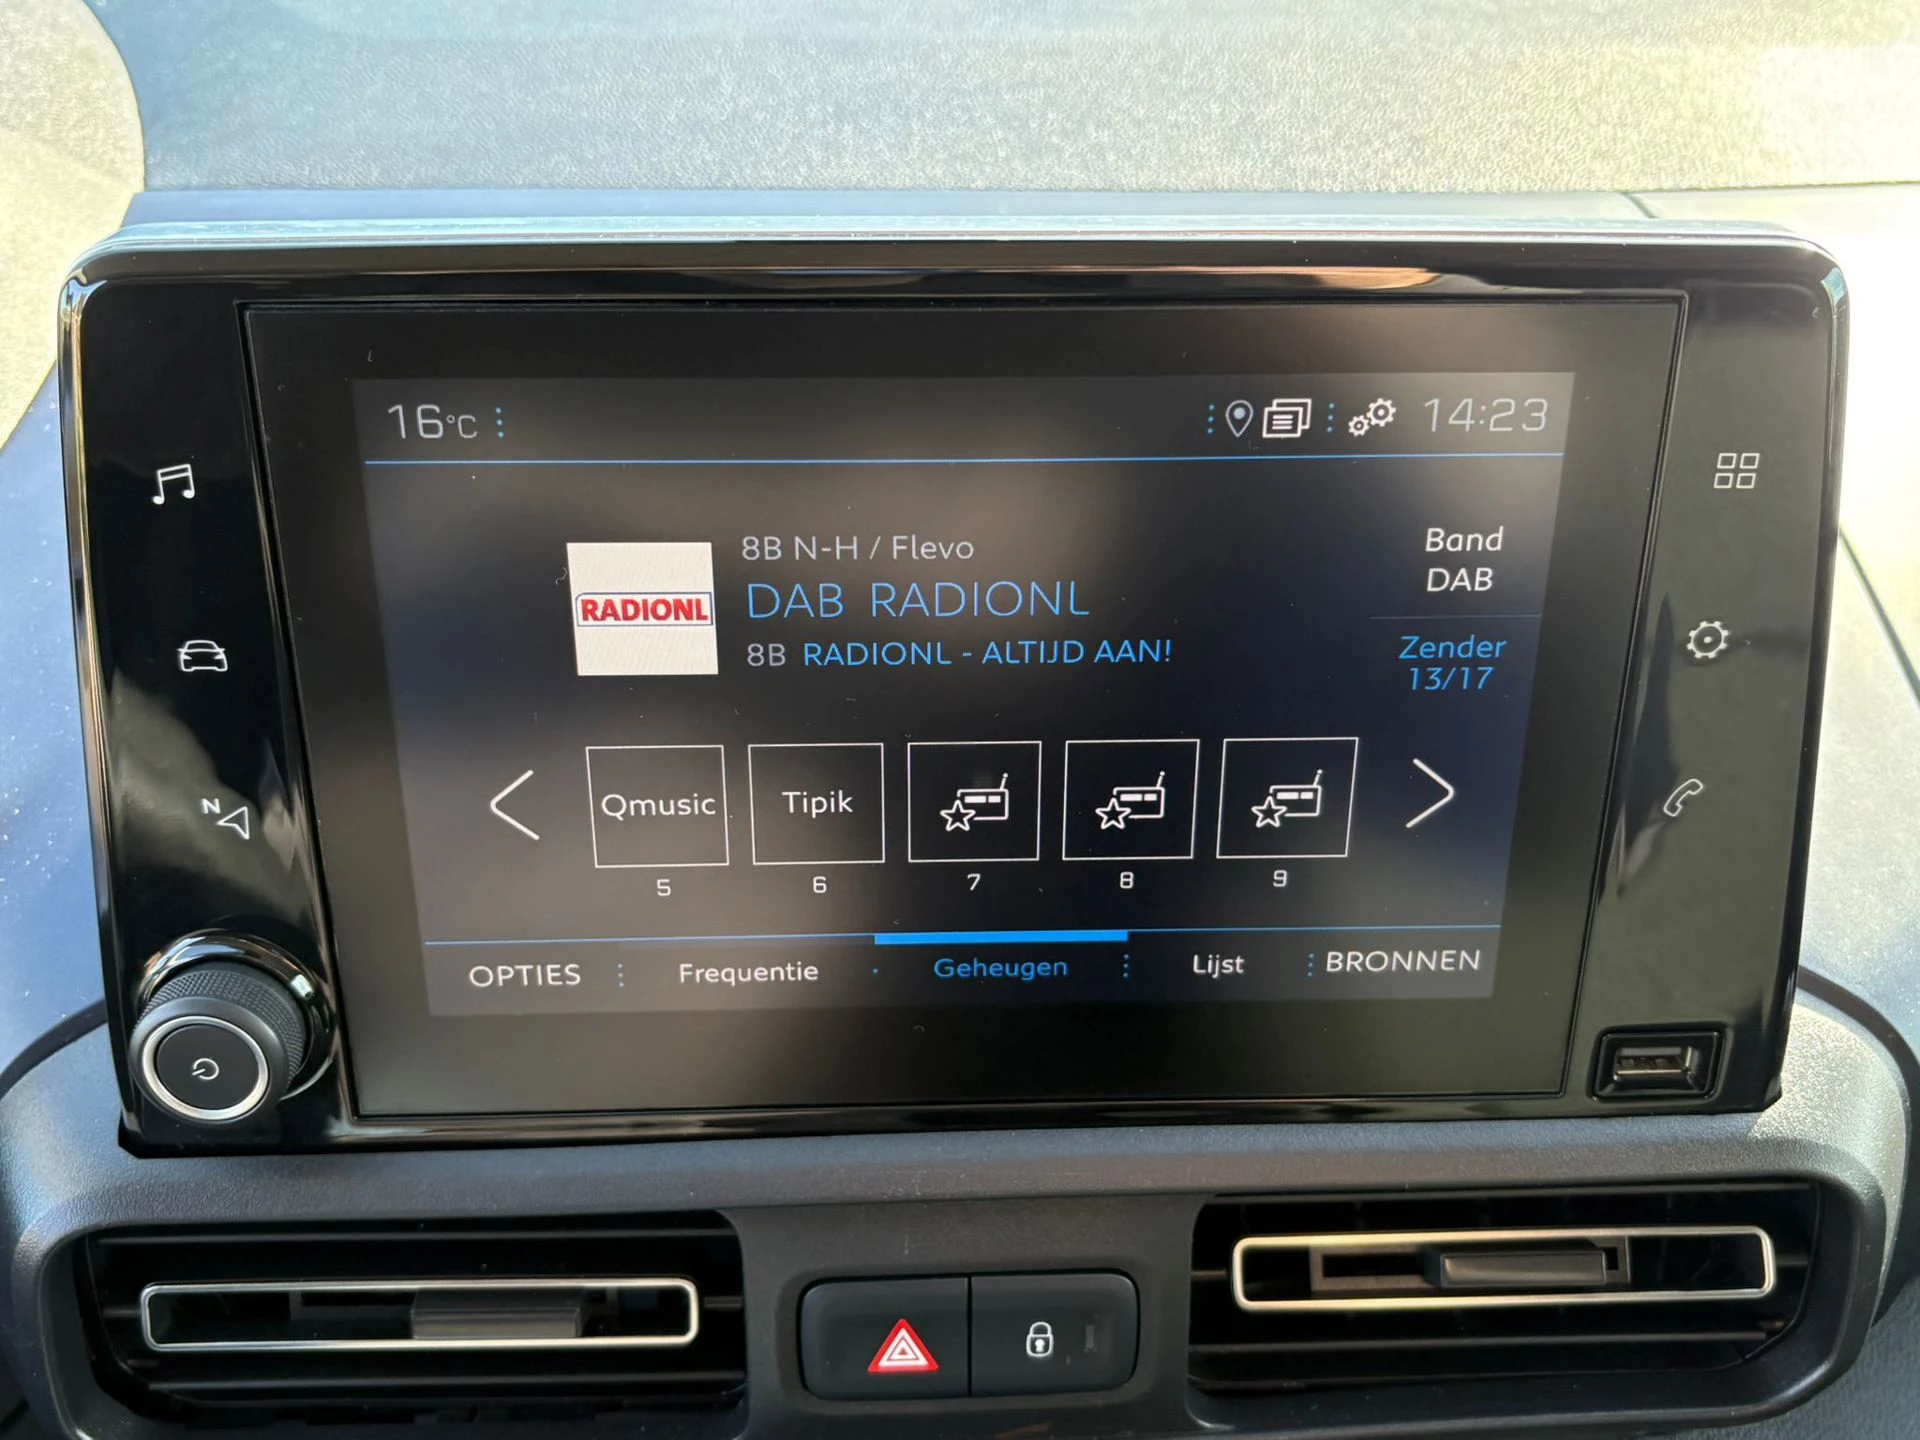 16°C
14:23
8B N-H / Flevo
DAB RADIONL
8B RADIONL - ALTIJD AAN!
RADIONL
Band
DAB
Zender
13/17
Qmusic
Tipik
5
6
7
8
9
OPTIES
Frequentie
Geheugen
Lijst
BRONNEN
N